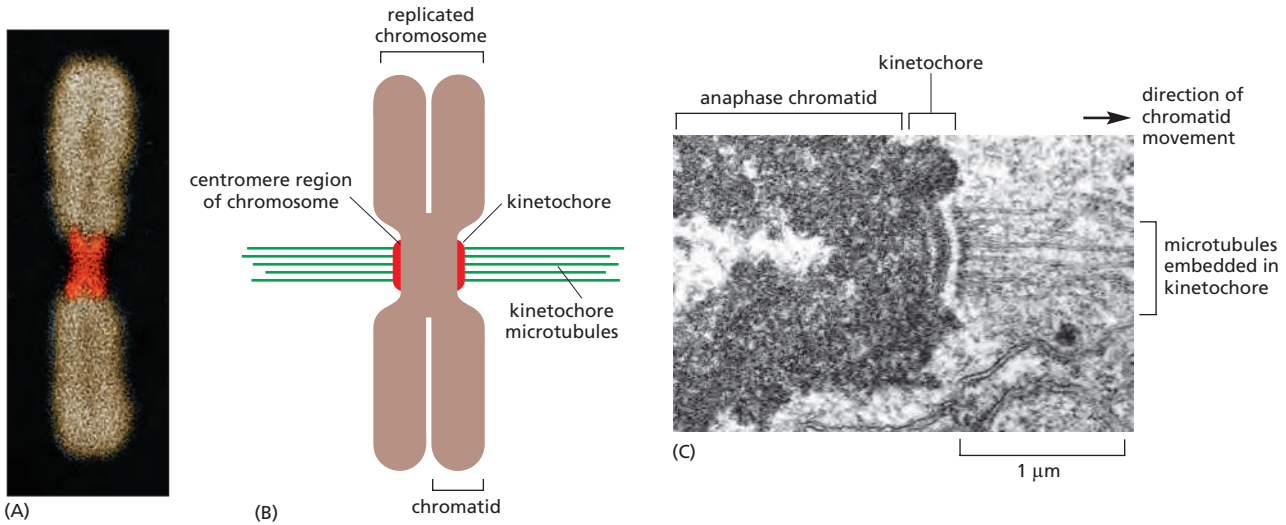 (A)
replicated
chromosome
centromere region
of chromosome
kinetochore
kinetochore
microtubules
(B)
chromatid
kinetochore
anaphase chromatid
direction of
chromatid
movement
microtubules
embedded in
kinetochore
(C)
1 μm